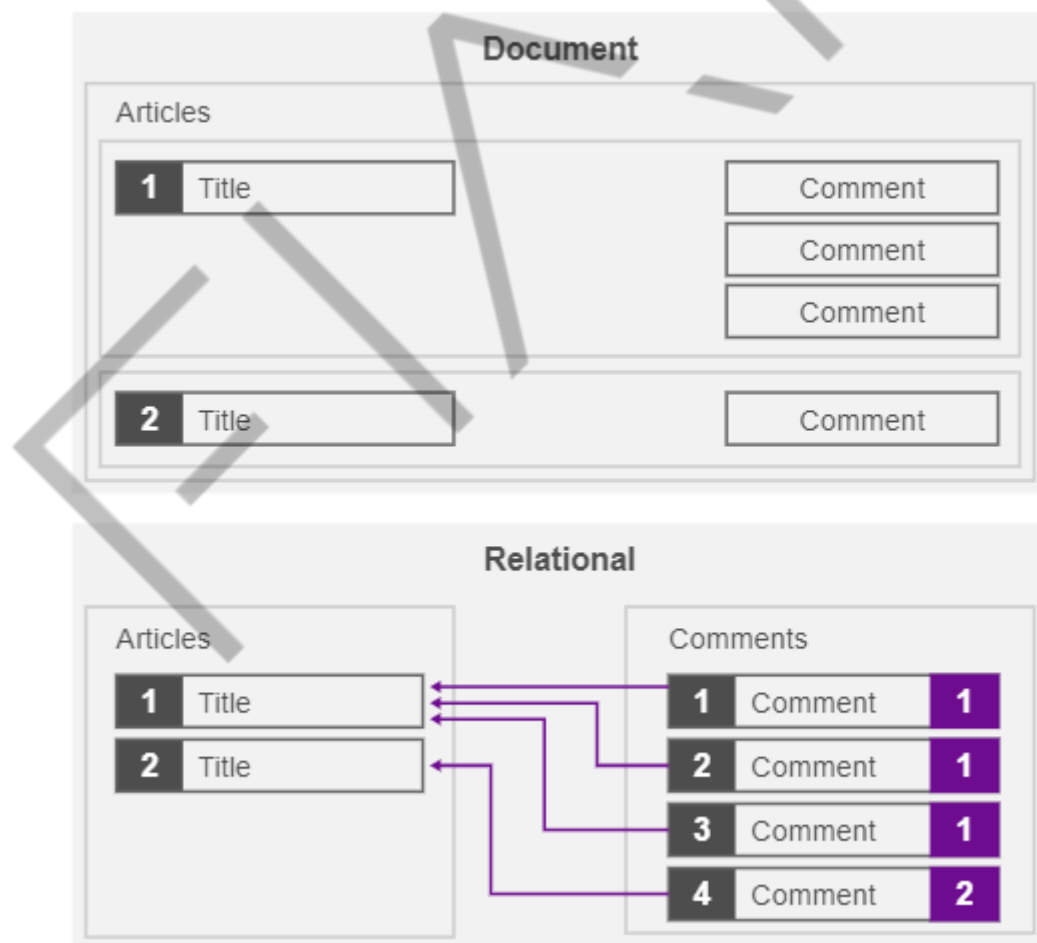 Document
Articles
1 Title Comment
Comment
Comment
2 Title Comment
Relational
Articles Comments
1 Title 1 Comment 1
2 Title 2 Comment 1
3 Comment 1
4 Comment 2